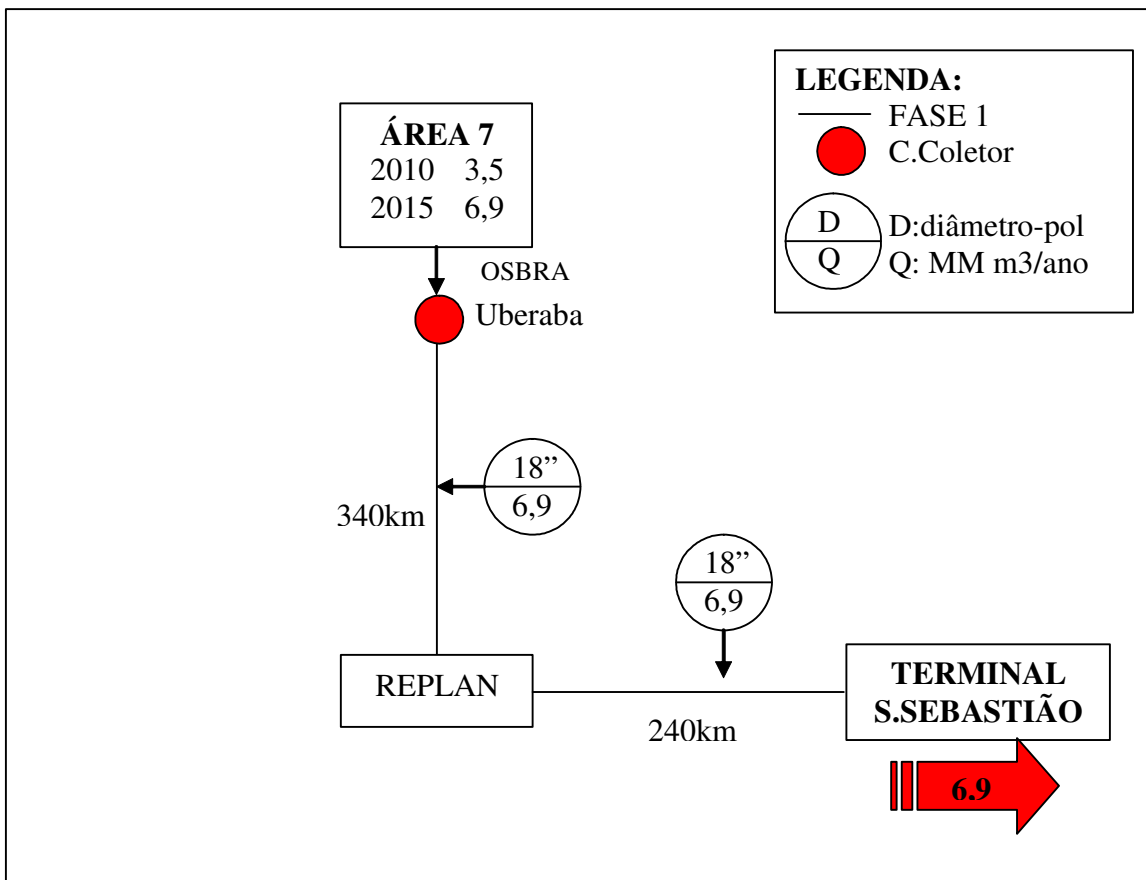 LEGENDA:
FASE 1
C.Coletor
D
Q
D:diâmetro-pol
Q: MM m3/ano
ÁREA 7
2010 3,5
2015 6,9
OSBRA
Uberaba
18”
6,9
340km
18”
6,9
REPLAN
240km
TERMINAL
S.SEBASTIÃO
6.9